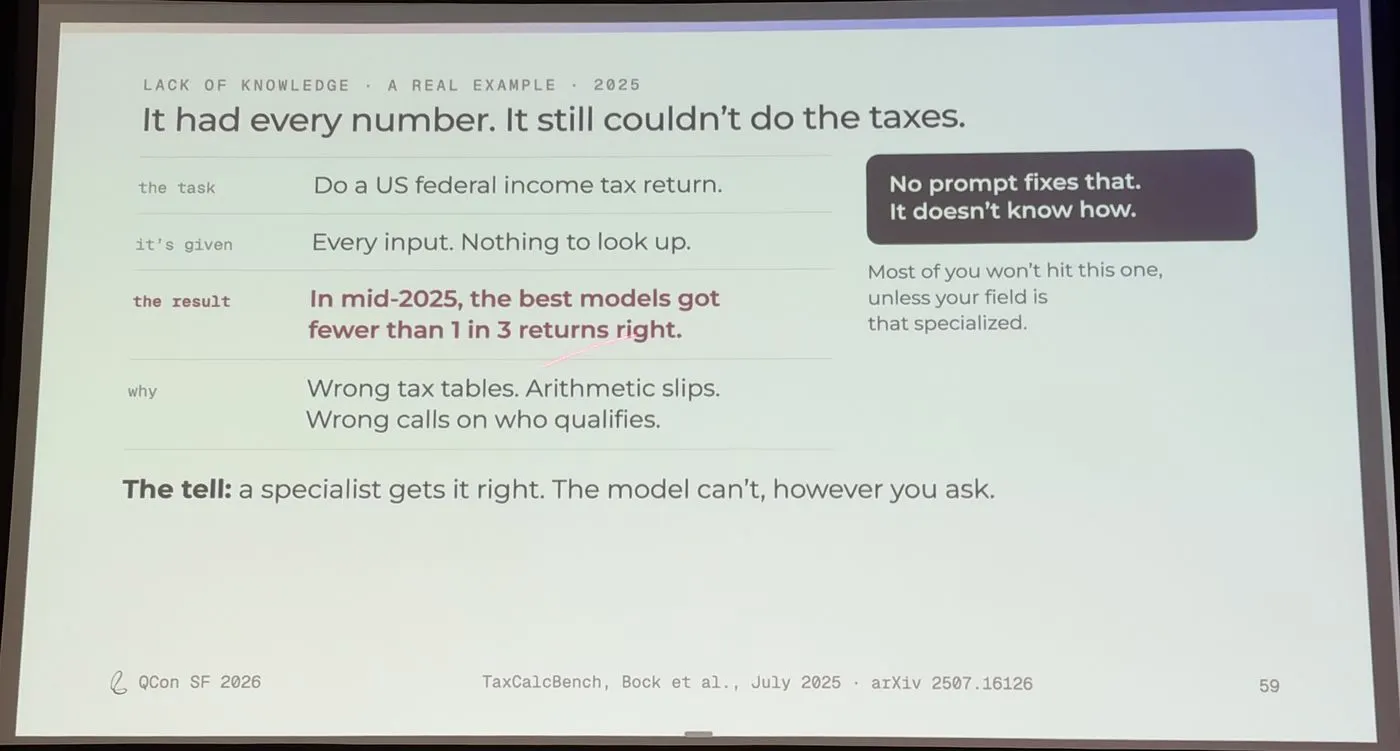 LACK OF KNOWLEDGE · A REAL EXAMPLE · 2025
It had every number. It still couldn’t do the taxes.
the task
Do a US federal income tax return.
it’s given
Every input. Nothing to look up.
the result
In mid-2025, the best models got
fewer than 1 in 3 returns right.
why
Wrong tax tables. Arithmetic slips.
Wrong calls on who qualifies.
No prompt fixes that.
It doesn’t know how.
Most of you won’t hit this one,
unless your field is
that specialized.
The tell: a specialist gets it right. The model can’t, however you ask.
QCon SF 2026
TaxCalcBench, Bock et al., July 2025 · arXiv 2507.16126
59